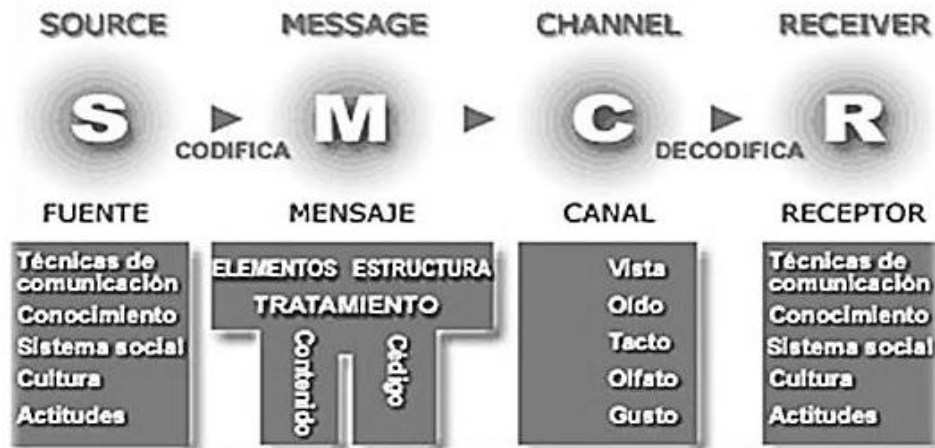 SOURCE MESSAGE CHANNEL RECEIVER
S M C R
CODIFICA DECODIFICA
FUENTE MENSAJE CANAL RECEPTOR
Técnicas de
comunicación
Conocimiento
Sistema social
Cultura
Actitudes
ELEMENTOS ESTRUCTURA
TRATAMIENTO
Contenido
Código
Vista
Oído
Tacto
Olfato
Gusto
Técnicas de
comunicación
Conocimiento
Sistema social
Cultura
Actitudes